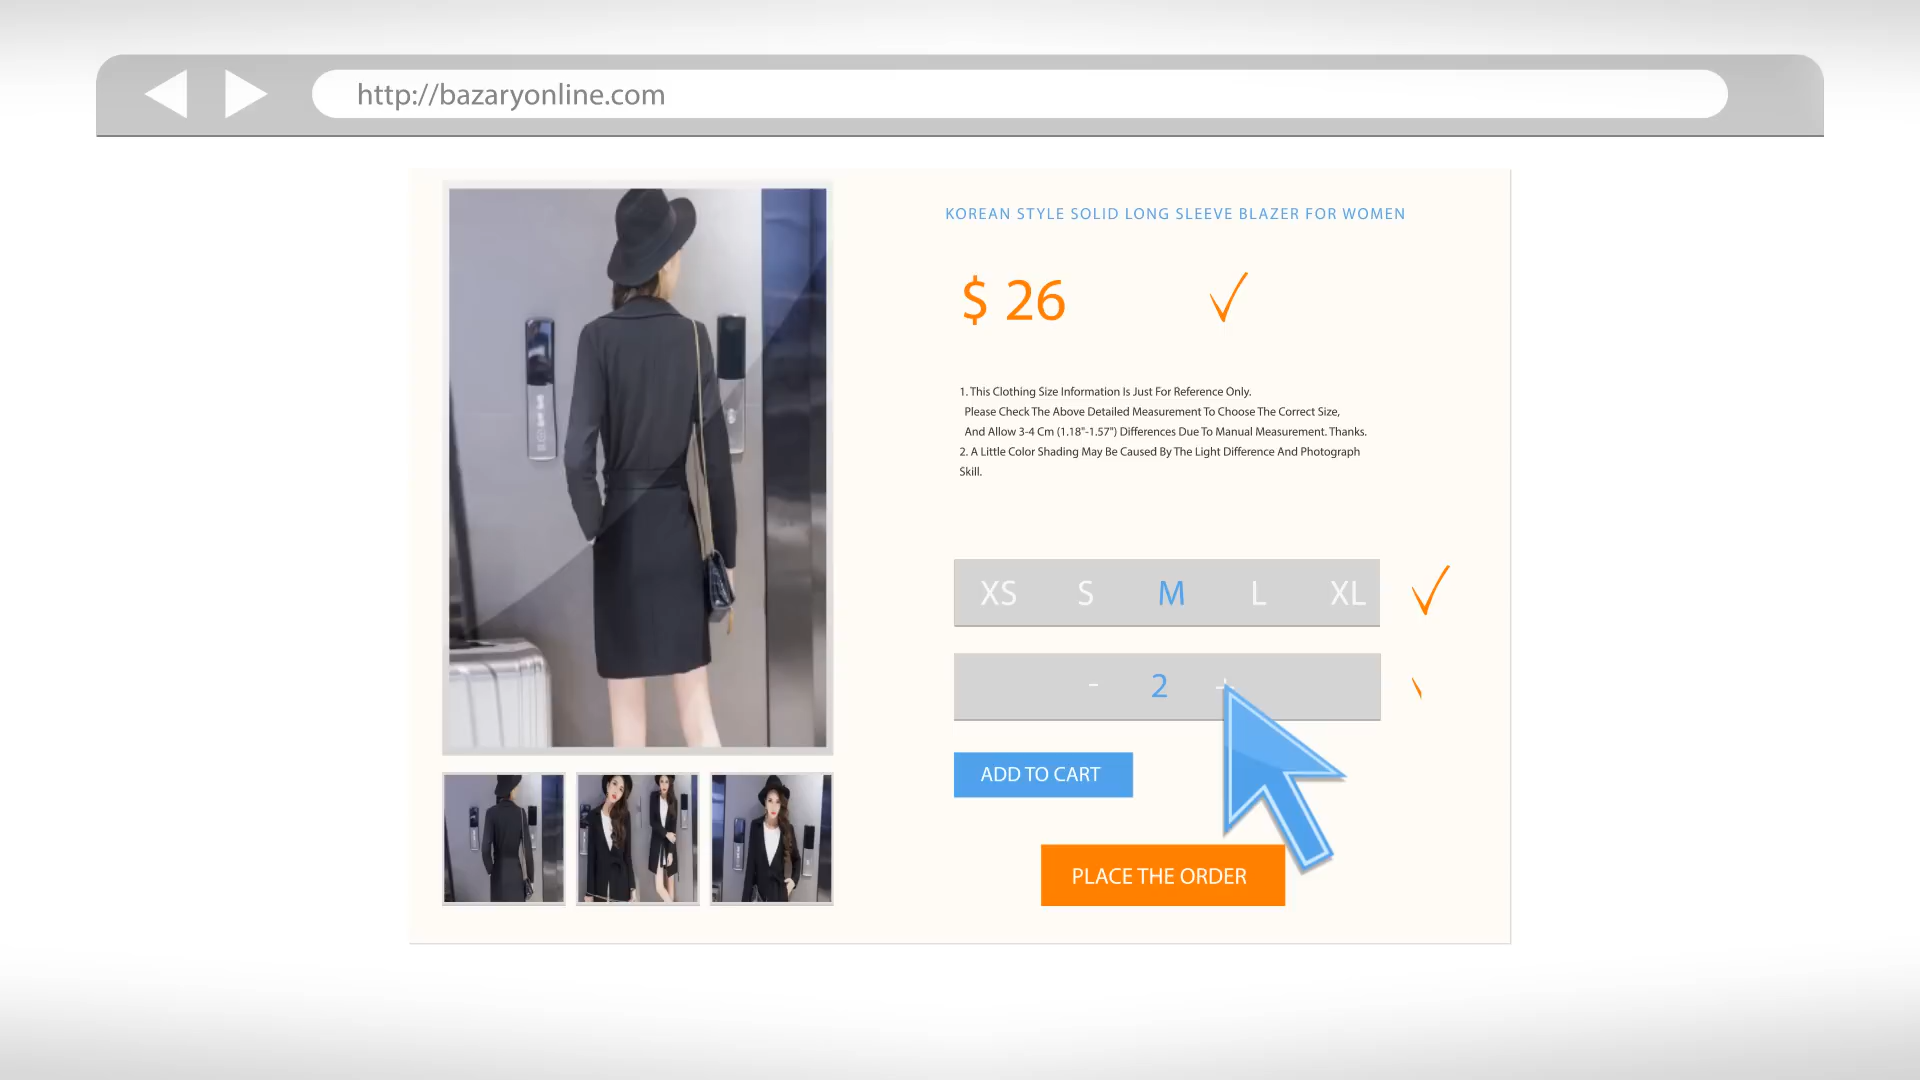 http://bazaryonline.com
KOREAN STYLE SOLID LONG SLEEVE BLAZER FOR WOMEN
$ 26
1. This Clothing Size Information Is Just For Reference Only.
Please Check The Above Detailed Measurement To Choose The Correct Size,
And Allow 3-4 Cm (1.18"-1.57") Differences Due To Manual Measurement. Thanks.
2. A Little Color Shading May Be Caused By The Light Difference And Photograph
Skill.
XS S M L XL
- 2 +
ADD TO CART
PLACE THE ORDER